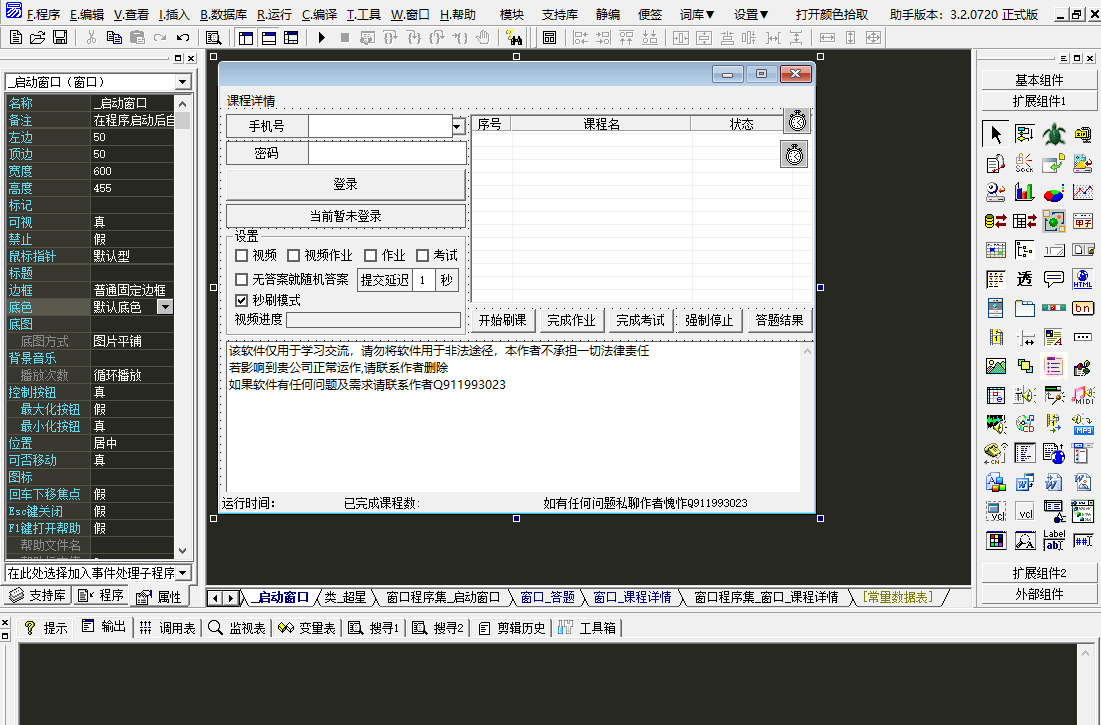 F.程序 E.编辑 V.查看 I.插入 B.数据库 R.运行 C.编译 T.工具 W.窗口 H.帮助 模块 支持库 静编 便签 词库▼ 设置▼ 打开颜色拾取 助手版本：3.2.0720 正式版
_启动窗口（窗口）
名称 _启动窗口
备注 在程序启动后自
左边 50
顶边 50
宽度 600
高度 455
标记
可视 真
禁止 假
鼠标指针 默认型
标题
边框 普通固定边框
底色 默认底色
底图
底图方式 图片平铺
背景音乐
播放次数 循环播放
控制按钮 真
最大化按钮 假
最小化按钮 真
位置 居中
可否移动 真
图标
回车下移焦点 假
Esc键关闭 假
F1键打开帮助 假
帮助文件名
在此处选择加入事件处理子程序
支持库 程序 属性
课程详情
手机号
密码
登录
当前暂未登录
设置
视频 视频作业 作业 考试
无答案就随机答案 提交延迟 1 秒
秒刷模式
视频进度
序号 课程名 状态
开始刷课 完成作业 完成考试 强制停止 答题结果
该软件仅用于学习交流，请勿将软件用于非法途径，本作者不承担一切法律责任
若影响到贵公司正常运作,请联系作者删除
如果软件有任何问题及需求请联系作者Q911993023
运行时间： 已完成课程数： 如有任何问题私聊作者愧怍Q911993023
_启动窗口 类_超星 窗口程序集_启动窗口 窗口_答题 窗口_课程详情 窗口程序集_窗口_课程详情 [常量数据表]
基本组件
扩展组件1
Sock
甲子
透
HTML
bn
MIDI
MP3
CN
vcl
vcl
Label
ab
##
扩展组件2
外部组件
提示 输出 调用表 监视表 变量表 搜寻1 搜寻2 剪辑历史 工具箱